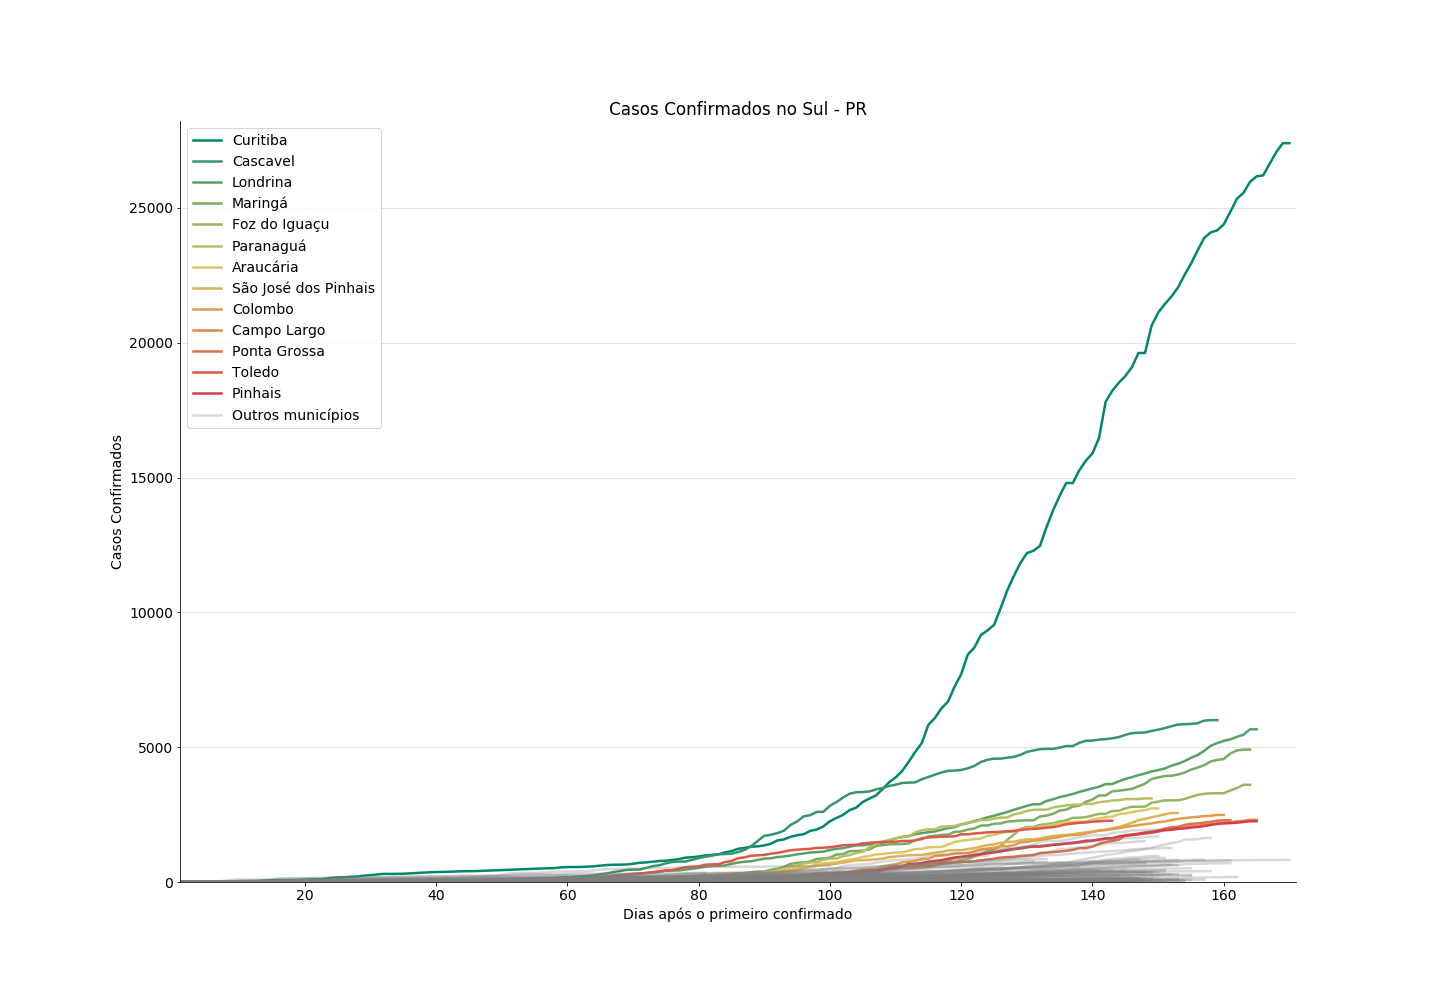 Casos Confirmados no Sul - PR
Curitiba
Cascavel
Londrina
Maringá
Foz do Iguaçu
Paranaguá
Araucária
São José dos Pinhais
Colombo
Campo Largo
Ponta Grossa
Toledo
Pinhais
Outros municípios
25000
20000
15000
10000
5000
0
Casos Confirmados
20 40 60 80 100 120 140 160
Dias após o primeiro confirmado